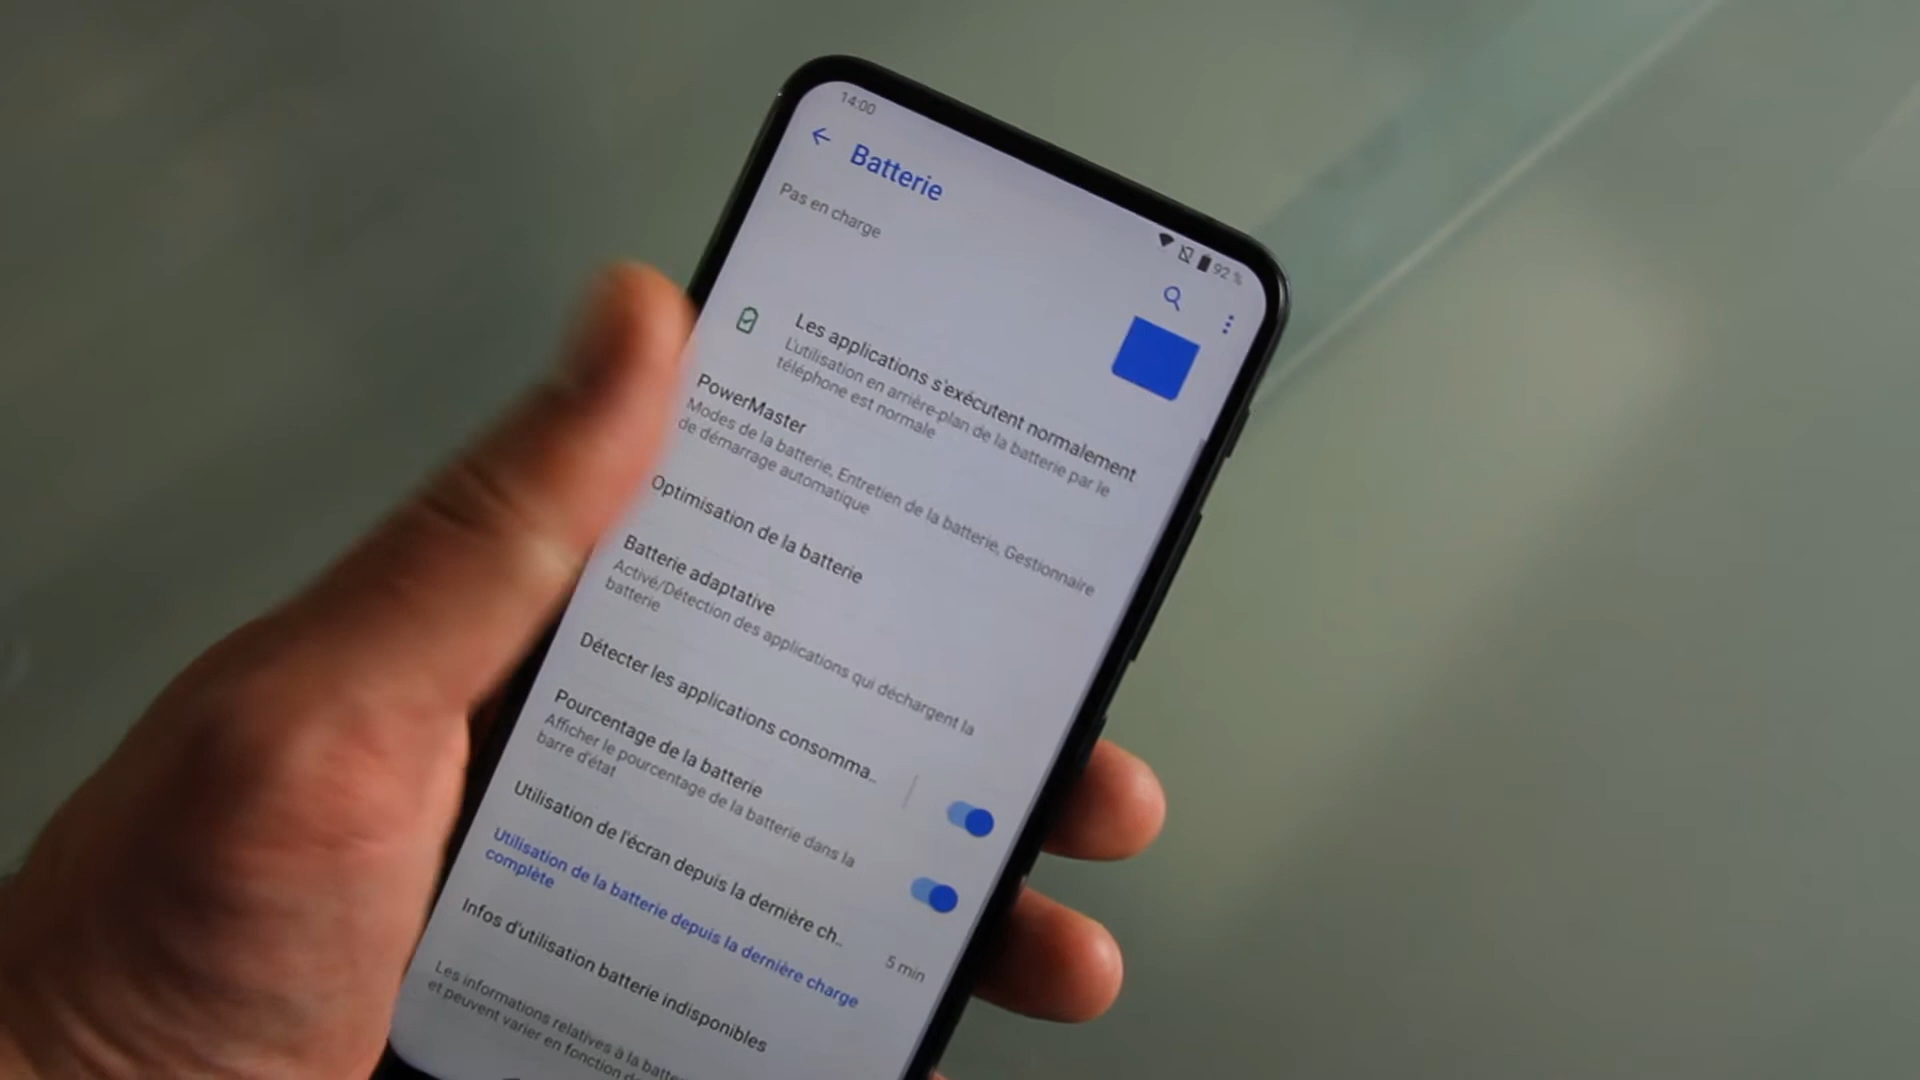 14:00
92 %
Batterie
Pas en charge
Les applications s'exécutent normalement
L'utilisation en arrière-plan de la batterie par le
téléphone est normale
PowerMaster
Modes de la batterie, Entretien de la batterie, Gestionnaire
de démarrage automatique
Optimisation de la batterie
Batterie adaptative
Activé/Détection des applications qui déchargent la
batterie
Détecter les applications consomma...
Pourcentage de la batterie
Afficher le pourcentage de la batterie dans la
barre d'état
Utilisation de l'écran depuis la dernière ch...
5 min
Utilisation de la batterie depuis la dernière charge
complète
Infos d'utilisation batterie indisponibles
Les informations relatives à la batte
et peuvent varier en fonction